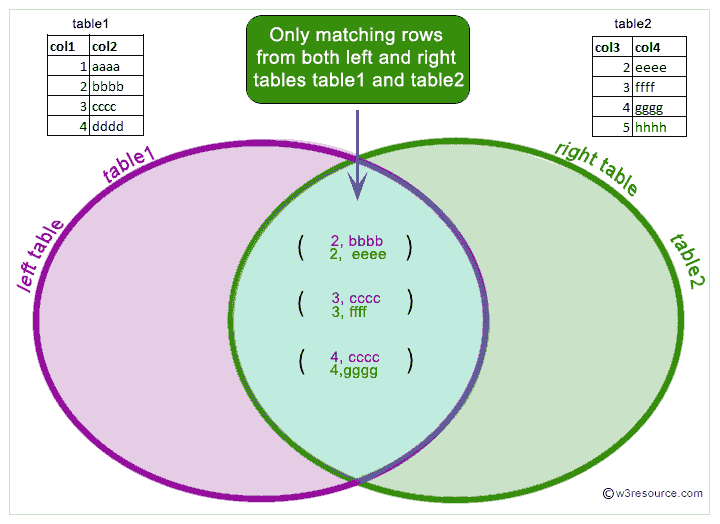 table1
col1 col2
1 aaaa
2 bbbb
3 cccc
4 dddd
Only matching rows
from both left and right
tables table1 and table2
table2
col3 col4
2 eeee
3 ffff
4 gggg
5 hhhh
left table
table1
right table
table2
( 2, bbbb )
2, eeee
( 3, cccc )
3, ffff
( 4, cccc )
4,gggg
© w3resource.com